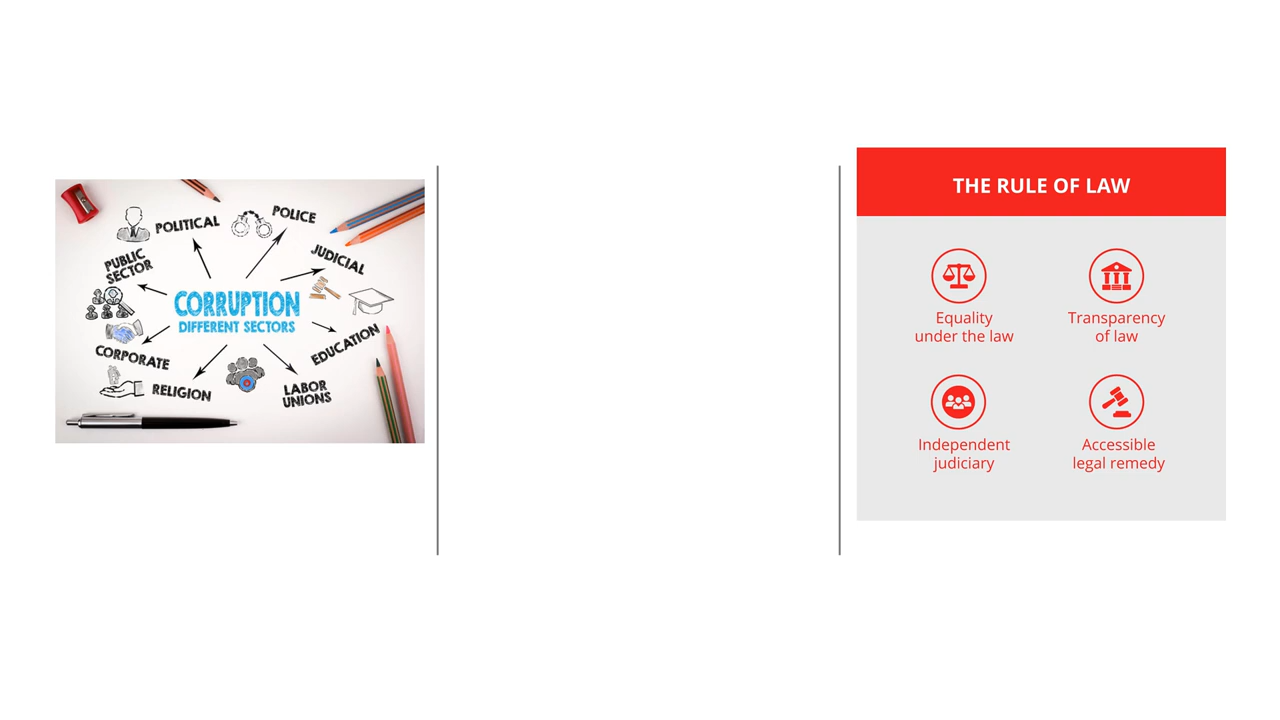 POLITICAL
POLICE
JUDICIAL
PUBLIC
SECTOR
CORRUPTION
DIFFERENT SECTORS
EDUCATION
CORPORATE
RELIGION
LABOR
UNIONS
THE RULE OF LAW
Equality
under the law
Transparency
of law
Independent
judiciary
Accessible
legal remedy